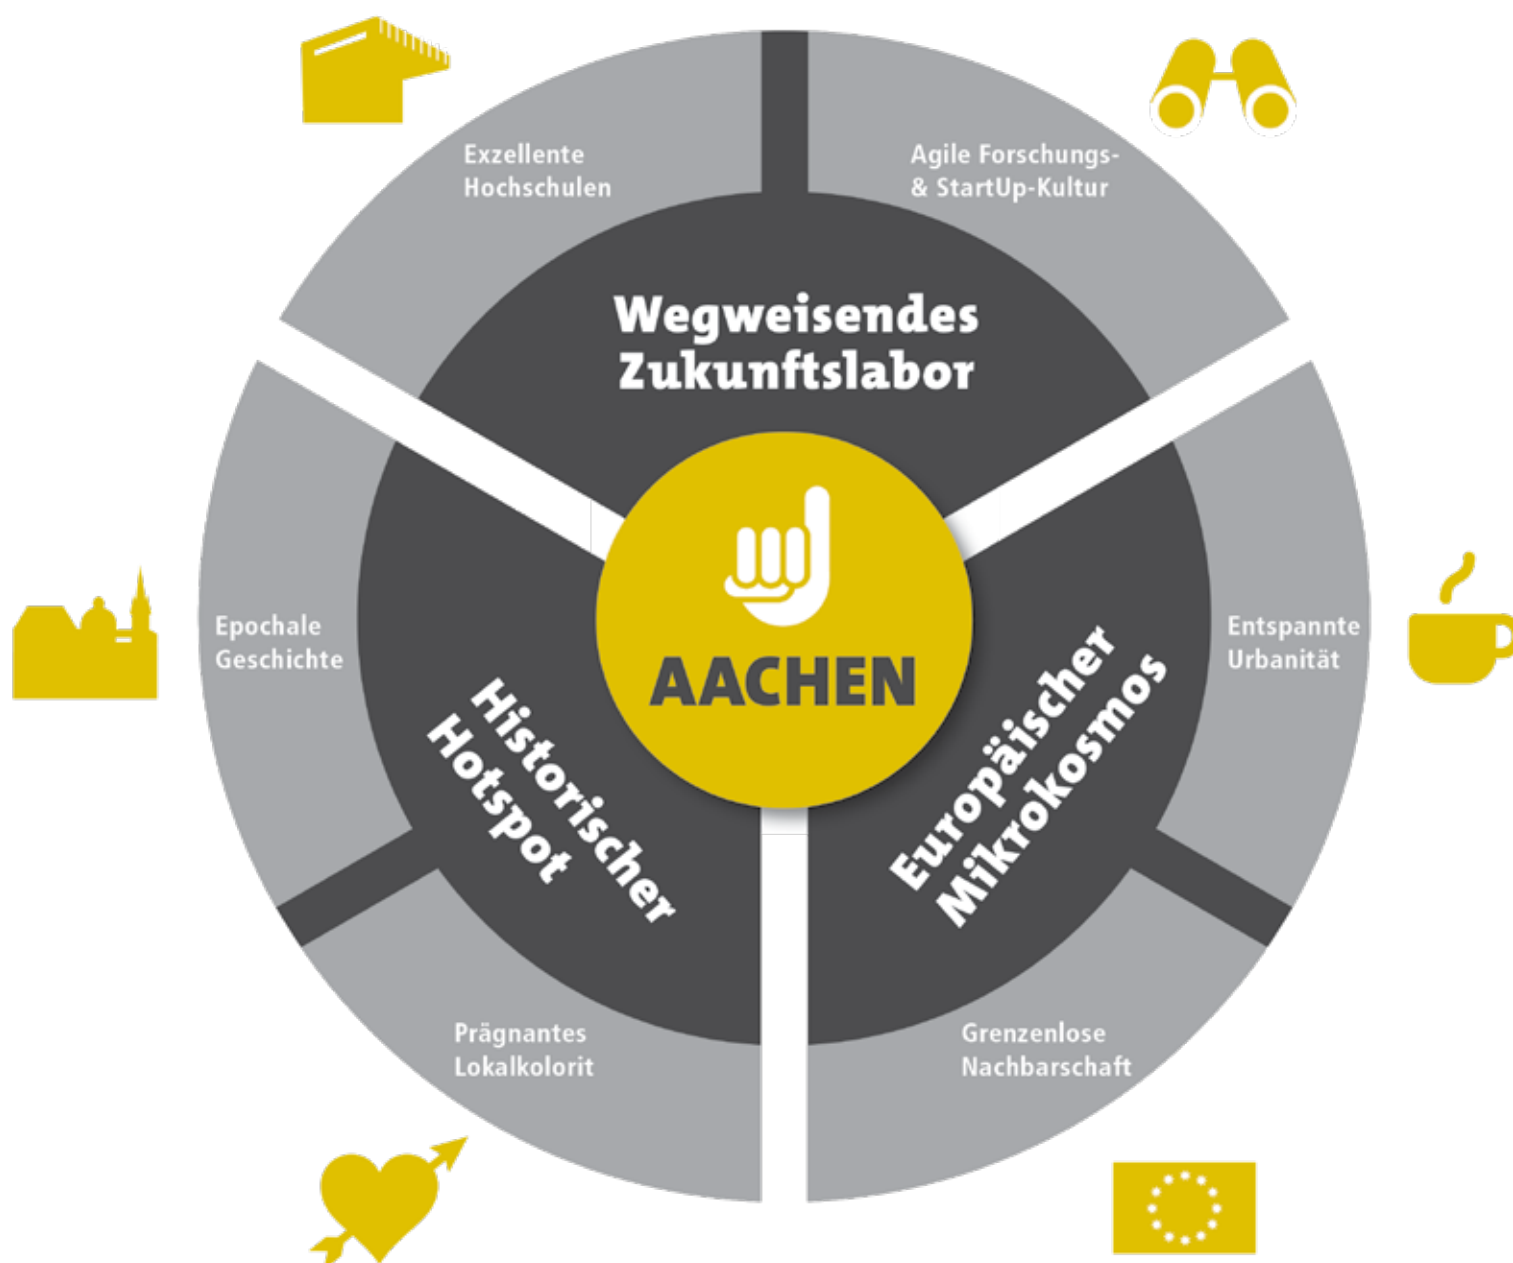 Exzellente
Hochschulen
Agile Forschungs-
& StartUp-Kultur
Wegweisendes
Zukunftslabor
AACHEN
Epochale
Geschichte
Historischer
Hotspot
Europäischer
Mikrokosmos
Entspannte
Urbanität
Prägnantes
Lokalkolorit
Grenzenlose
Nachbarschaft